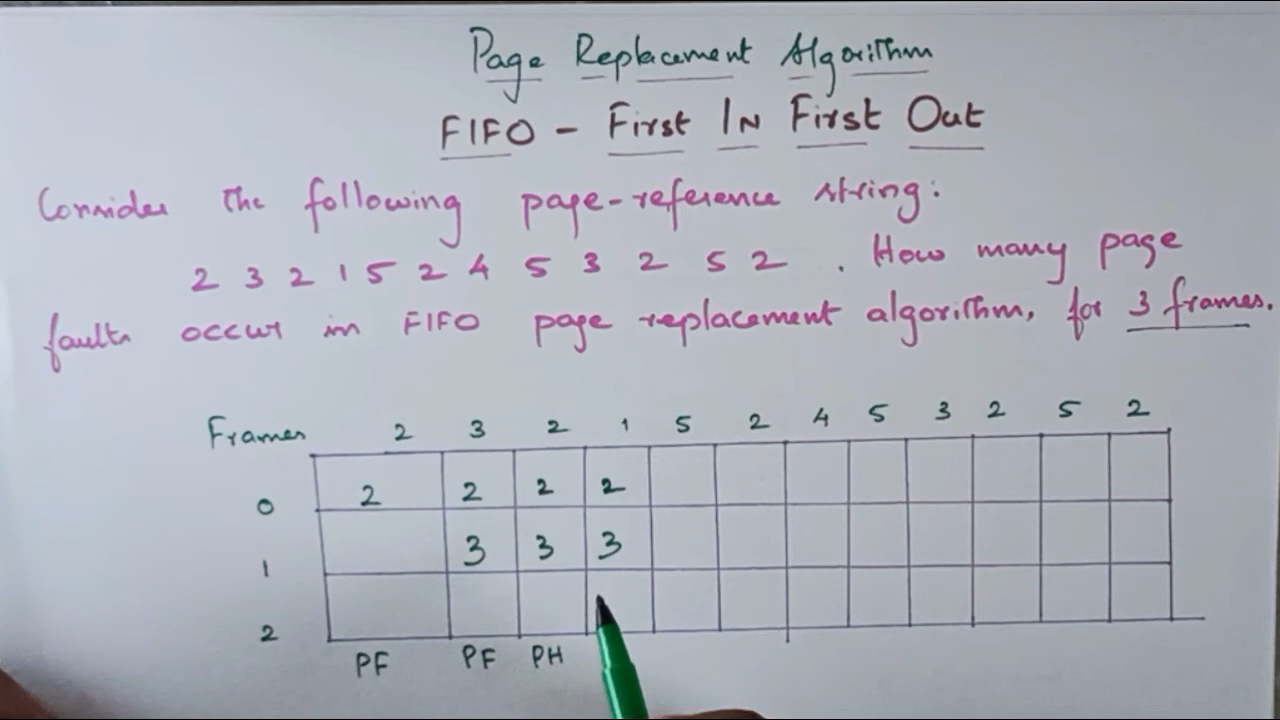 Page Replacement Algorithm
FIFO - First IN First Out
Consider the following page-reference string:
2 3 2 1 5 2 4 5 3 2 5 2 . How many page
faults occur in FIFO page replacement algorithm, for 3 frames.
Frames 2 3 2 1 5 2 4 5 3 2 5 2
0 2 2 2 2
1 3 3 3
2
PF PF PH